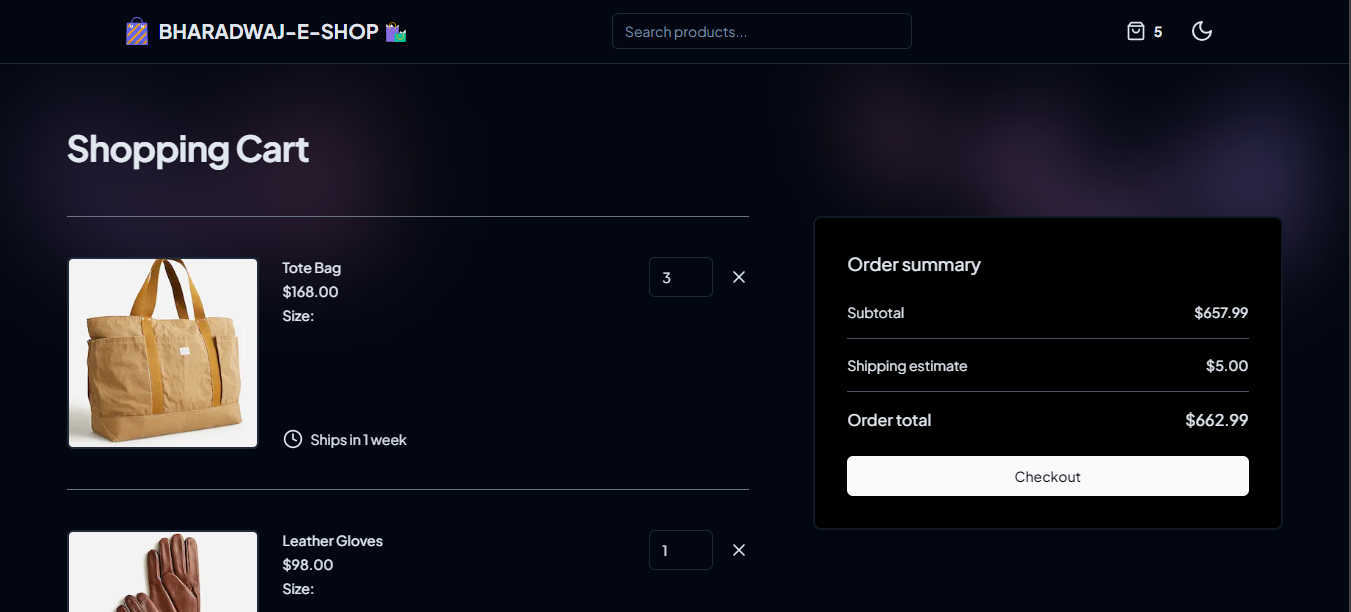 BHARADWAJ-E-SHOP
Search products...
5
Shopping Cart
Tote Bag
$168.00
Size:
3
Ships in 1 week
Leather Gloves
$98.00
Size:
1
Order summary
Subtotal $657.99
Shipping estimate $5.00
Order total $662.99
Checkout